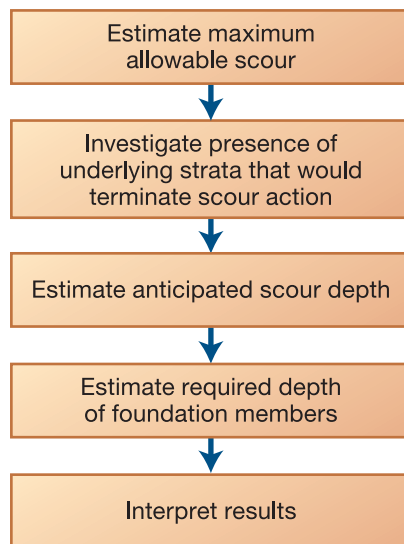 Estimate maximum
allowable scour
Investigate presence of
underlying strata that would
terminate scour action
Estimate anticipated scour depth
Estimate required depth
of foundation members
Interpret results